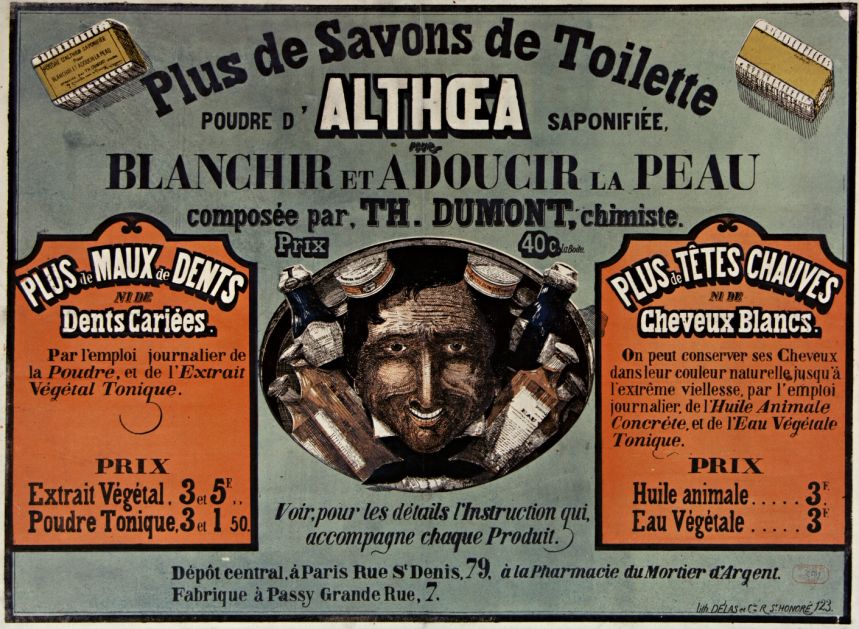 Plus de Savons de Toilette
POUDRE D' ALTHŒA SAPONIFIÉE,
pour
BLANCHIR ET ADOUCIR LA PEAU
composée par, TH. DUMONT, chimiste.
Prix 40c. la Boîte.
PLUS de MAUX de DENTS
NI DE
Dents Cariées.
Par l'emploi journalier de
la Poudre, et de l'Extrait
Végétal Tonique.
PRIX
Extrait Végétal, 3 et 5F.,,
Poudre Tonique, 3 et 1 50.
PLUS de TÊTES CHAUVES
NI DE
Cheveux Blancs.
On peut conserver ses Cheveux
dans leur couleur naturelle, jusqu'à
l'extrême viellesse, par l'emploi
journalier, de l'Huile Animale
Concrète, et de l'Eau Végétale
Tonique.
PRIX
Huile animale ..... 3F.
Eau Végétale ..... 3F
Voir, pour les détails l'Instruction qui,
accompagne chaque Produit.
Dépôt central, à Paris Rue St Denis, 79, à la Pharmacie du Mortier d'Argent.
Fabrique à Passy Grande Rue, 7.
lith. DÉLAS et Cie R. St HONORÉ 123.